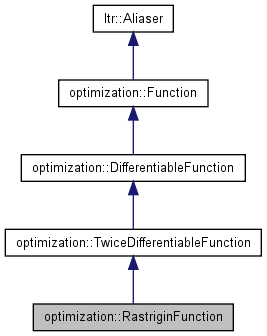 ltr::Aliaser
optimization::Function
optimization::DifferentiableFunction
optimization::TwiceDifferentiableFunction
optimization::RastriginFunction